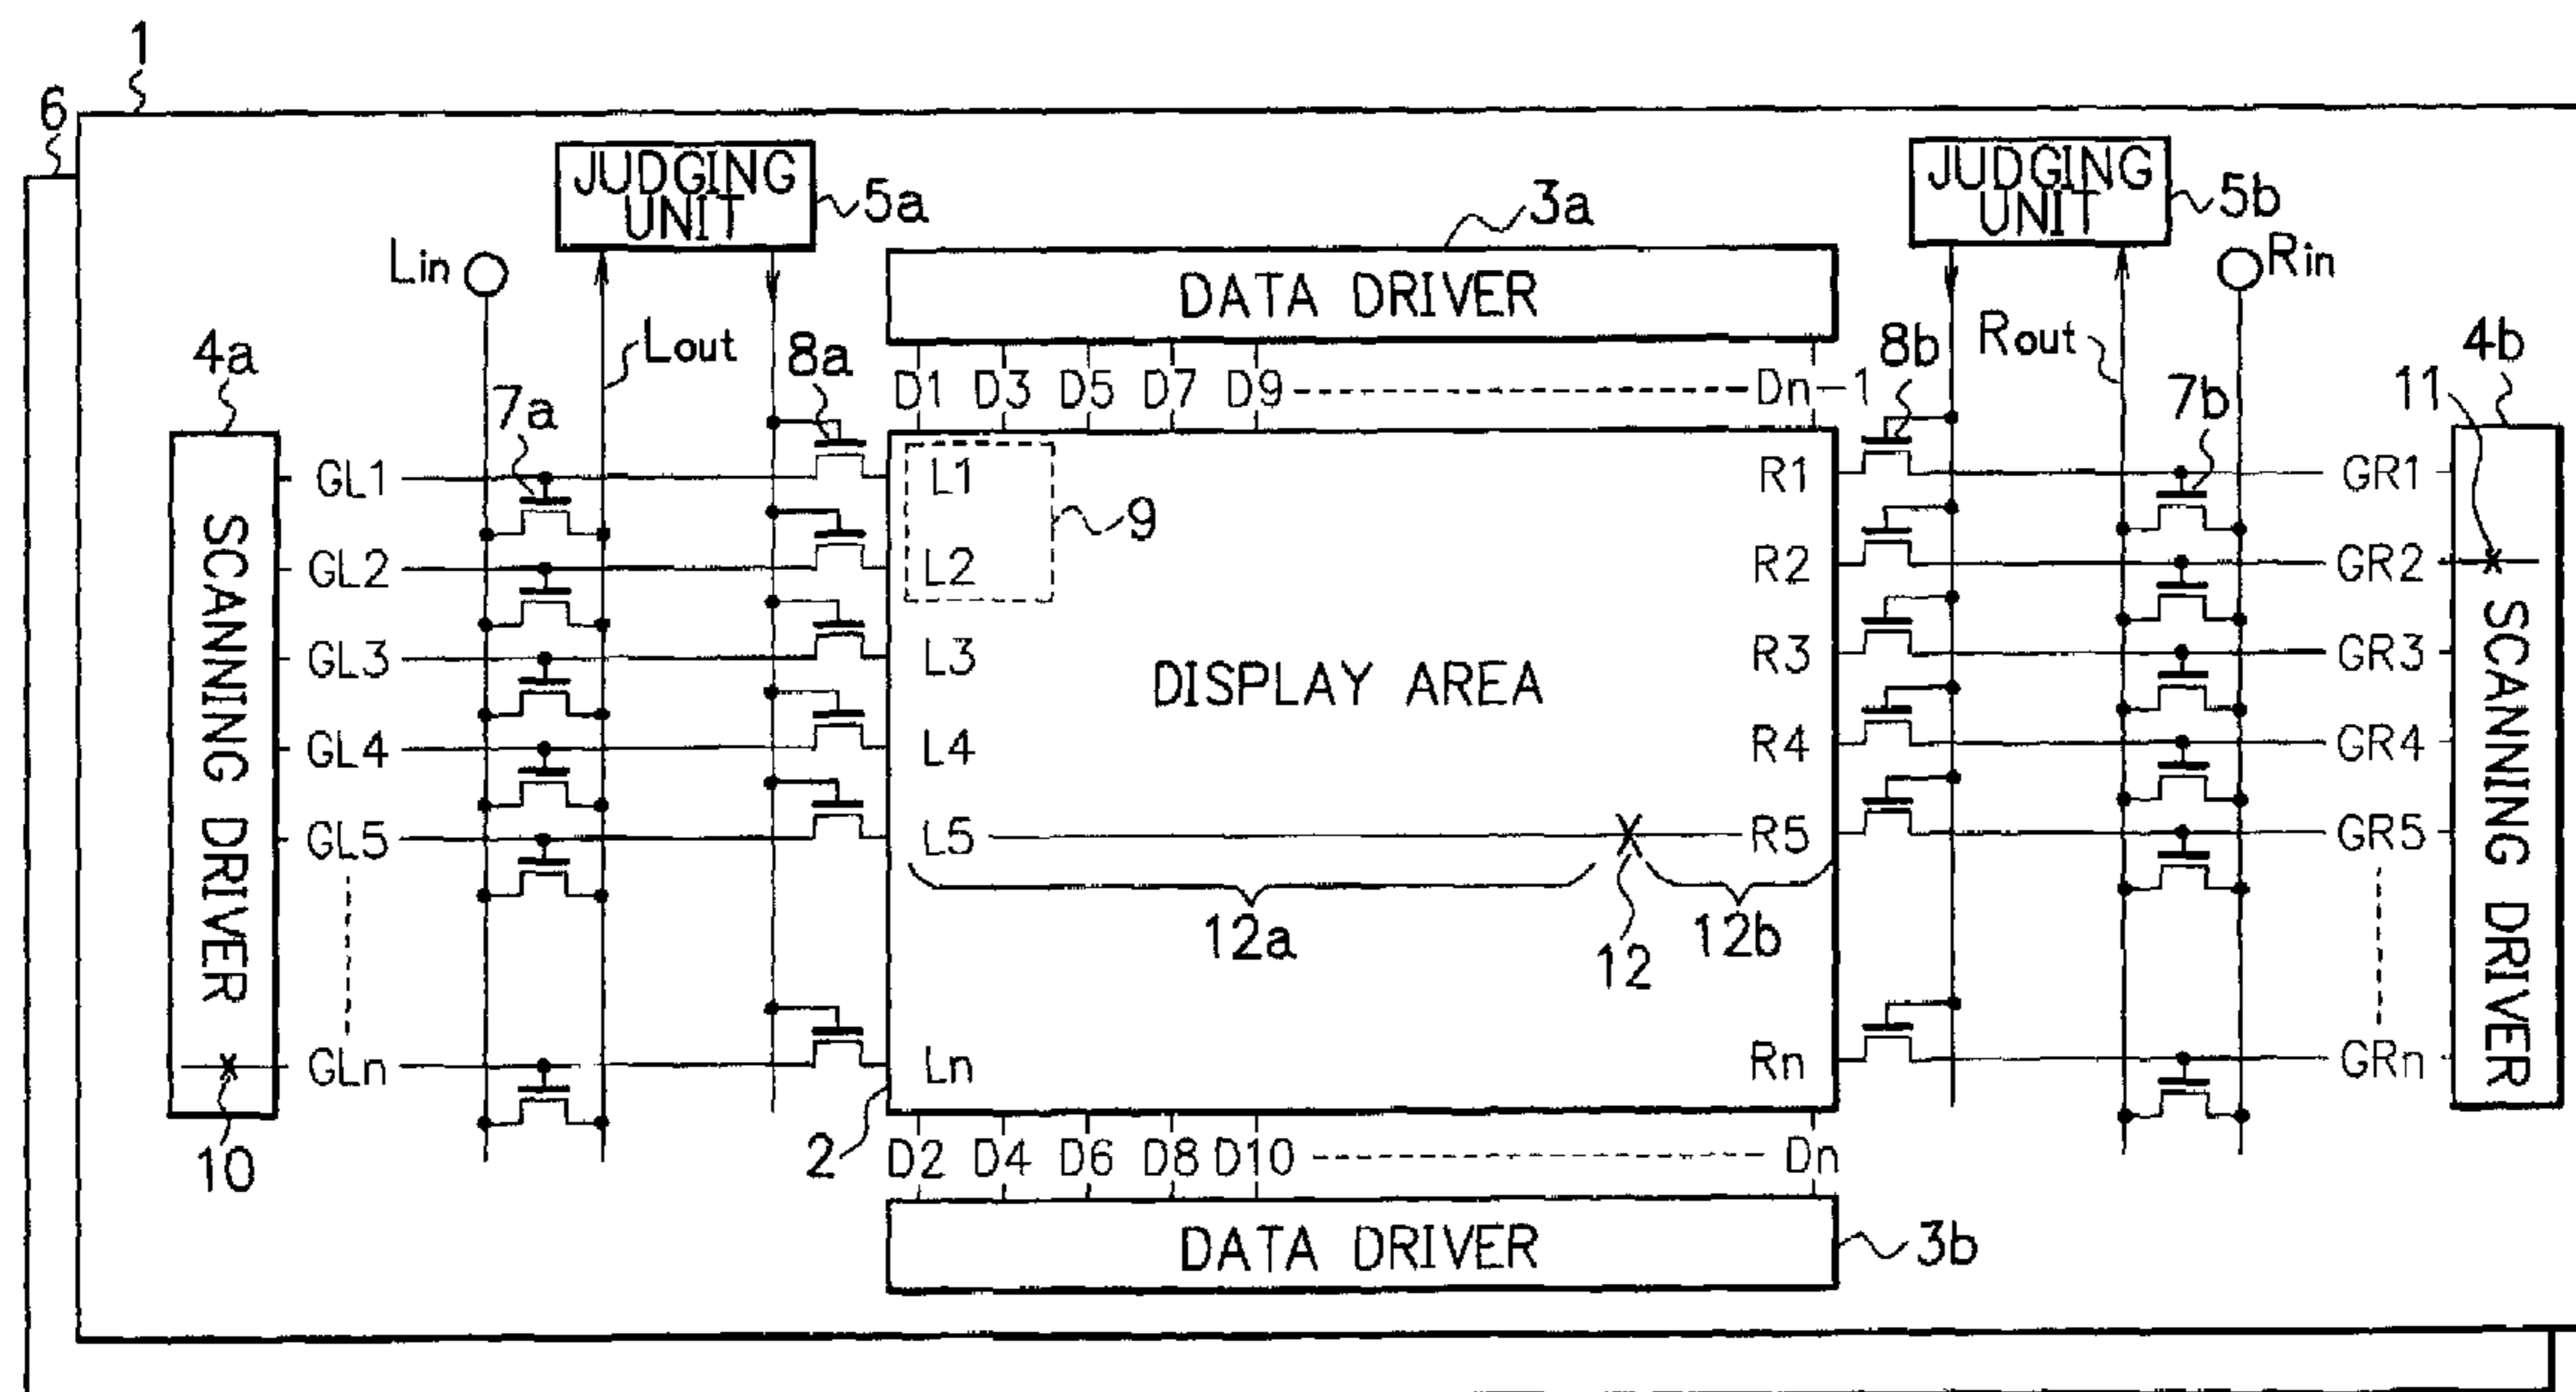 1
6
JUDGING
UNIT
5a
JUDGING
UNIT
5b
3a
Lin
DATA DRIVER
Rin
4a
Lout
8a
8b
Rout
4b
7a
D1 D3 D5 D7 D9 Dn-1
11
7b
GL1 L1 R1 GR1
9
GL2 L2 R2 GR2
GL3 L3 DISPLAY AREA R3 GR3
GL4 L4 R4 GR4
GL5 L5 R5 GR5
SCANNING DRIVER
SCANNING DRIVER
12a
12
12b
GLn Ln Rn GRn
10
2
D2 D4 D6 D8 D10 Dn
DATA DRIVER
3b